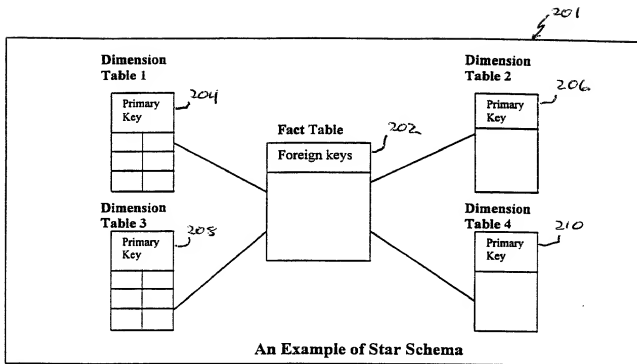 201
Dimension
Table 1
204
Primary
Key
Dimension
Table 2
206
Primary
Key
Fact Table
202
Foreign keys
Dimension
Table 3
208
Primary
Key
Dimension
Table 4
210
Primary
Key
An Example of Star Schema